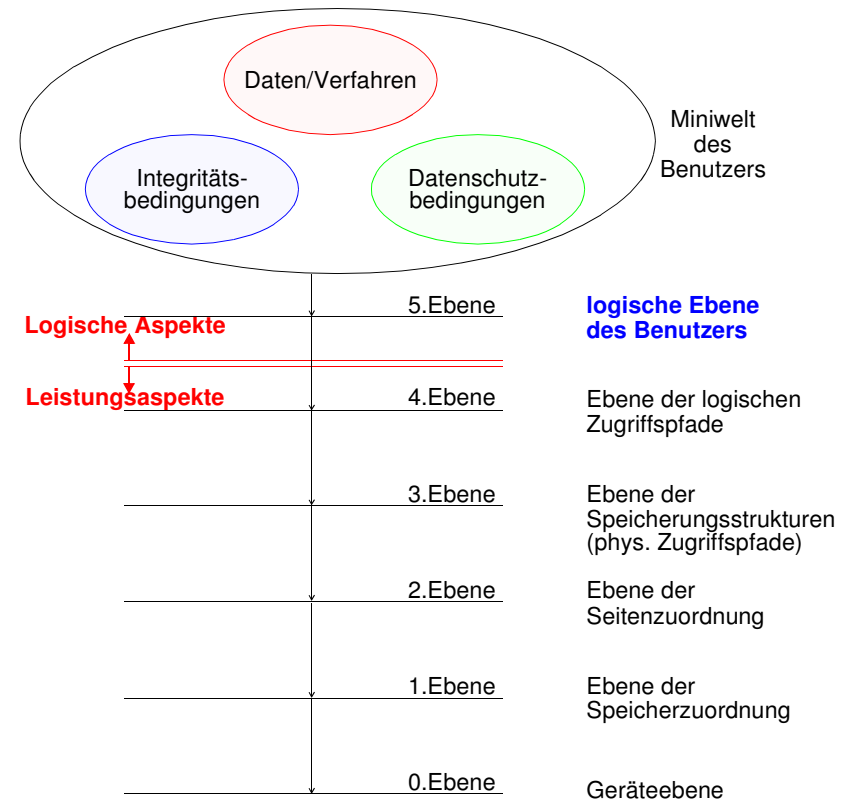 Daten/Verfahren
Integritäts-
bedingungen
Datenschutz-
bedingungen
Miniwelt
des
Benutzers
5.Ebene
logische Ebene
des Benutzers
Logische Aspekte
Leistungsaspekte
4.Ebene
Ebene der logischen
Zugriffspfade
3.Ebene
Ebene der
Speicherungsstrukturen
(phys. Zugriffspfade)
2.Ebene
Ebene der
Seitenzuordnung
1.Ebene
Ebene der
Speicherzuordnung
0.Ebene
Geräteebene